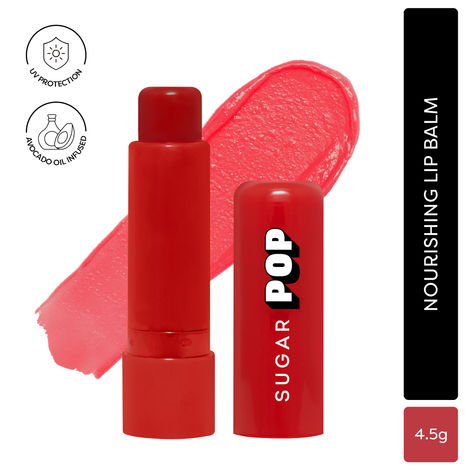 UV PROTECTION
AVOCADO OIL INFUSED
SUGAR POP
NOURISHING LIP BALM
4.5g